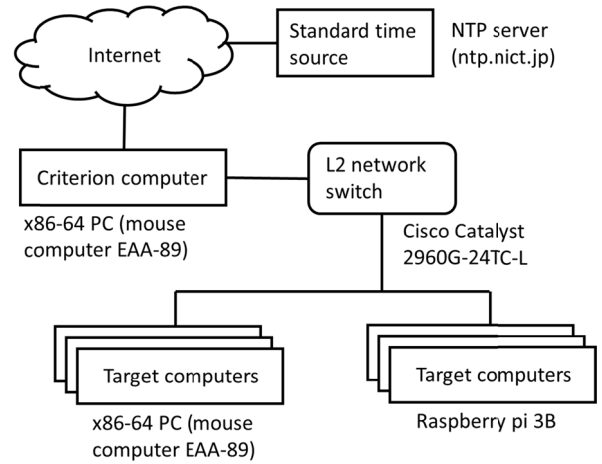 Internet
Standard time
source
NTP server
(ntp.nict.jp)
Criterion computer
x86-64 PC (mouse
computer EAA-89)
L2 network
switch
Cisco Catalyst
2960G-24TC-L
Target computers
x86-64 PC (mouse
computer EAA-89)
Target computers
Raspberry pi 3B